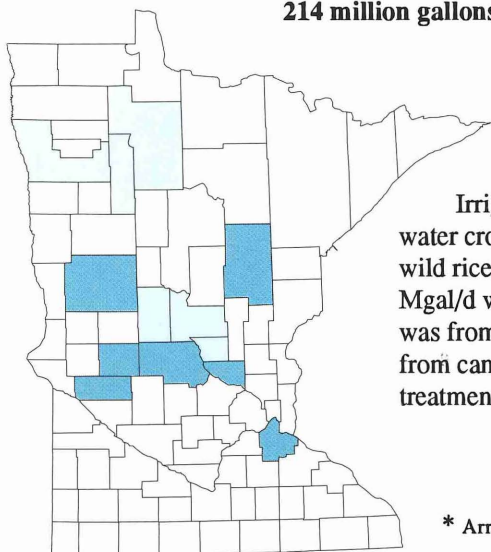 214 million gallons
Irri
water cro
wild rice
Mgal/d w
was from
from can
treatmen
* Arr